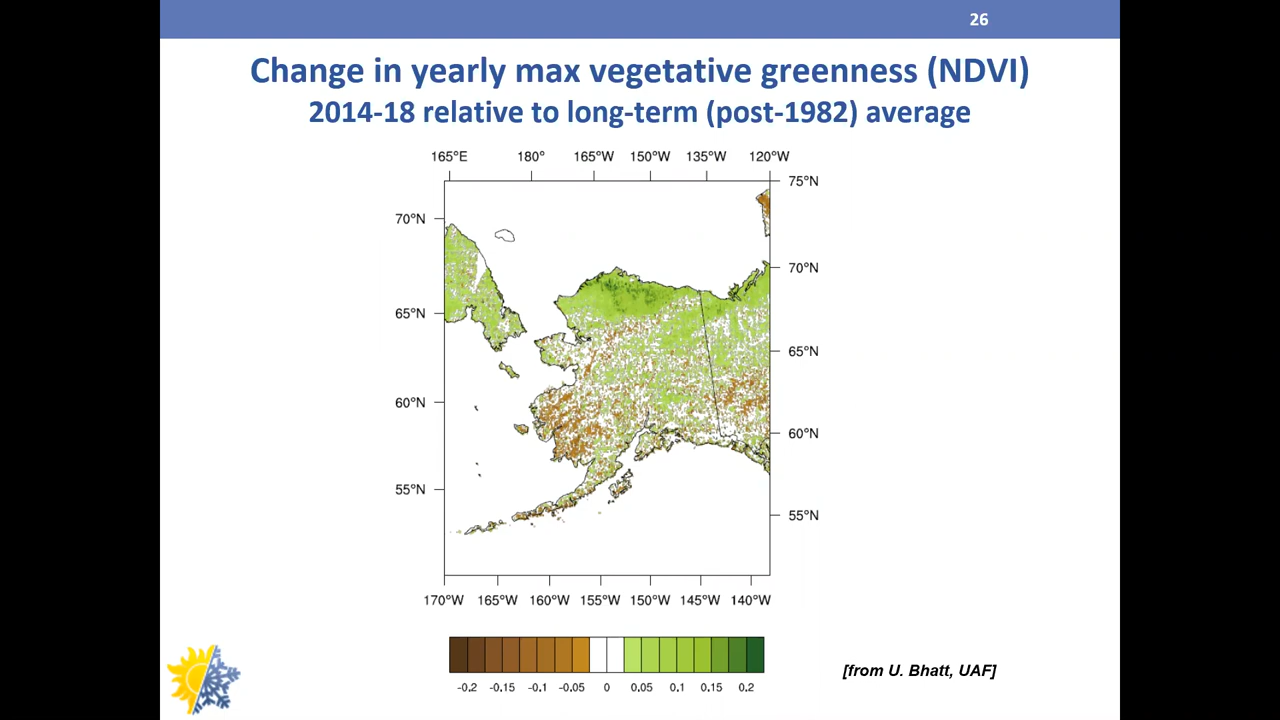 26
Change in yearly max vegetative greenness (NDVI)
2014-18 relative to long-term (post-1982) average
165°E 180° 165°W 150°W 135°W 120°W
75°N
70°N
70°N
65°N
65°N
60°N
60°N
55°N
55°N
170°W 165°W 160°W 155°W 150°W 145°W 140°W
-0.2 -0.15 -0.1 -0.05 0 0.05 0.1 0.15 0.2
[from U. Bhatt, UAF]